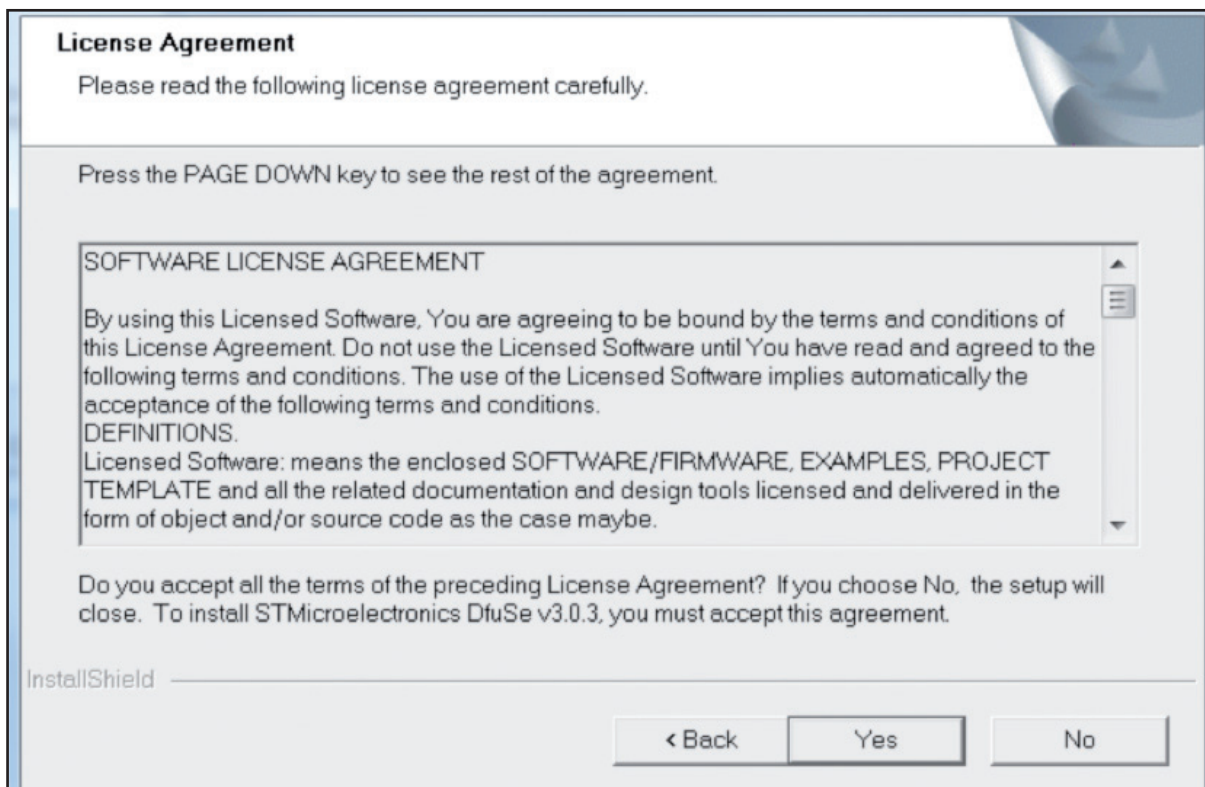 License Agreement
Please read the following license agreement carefully.
Press the PAGE DOWN key to see the rest of the agreement.
SOFTWARE LICENSE AGREEMENT
By using this Licensed Software, You are agreeing to be bound by the terms and conditions of
this License Agreement. Do not use the Licensed Software until You have read and agreed to the
following terms and conditions. The use of the Licensed Software implies automatically the
acceptance of the following terms and conditions.
DEFINITIONS.
Licensed Software: means the enclosed SOFTWARE/FIRMWARE, EXAMPLES, PROJECT
TEMPLATE and all the related documentation and design tools licensed and delivered in the
form of object and/or source code as the case maybe.
Do you accept all the terms of the preceding License Agreement? If you choose No, the setup will
close. To install STMicroelectronics DfuSe v3.0.3, you must accept this agreement.
InstallShield
< Back Yes No